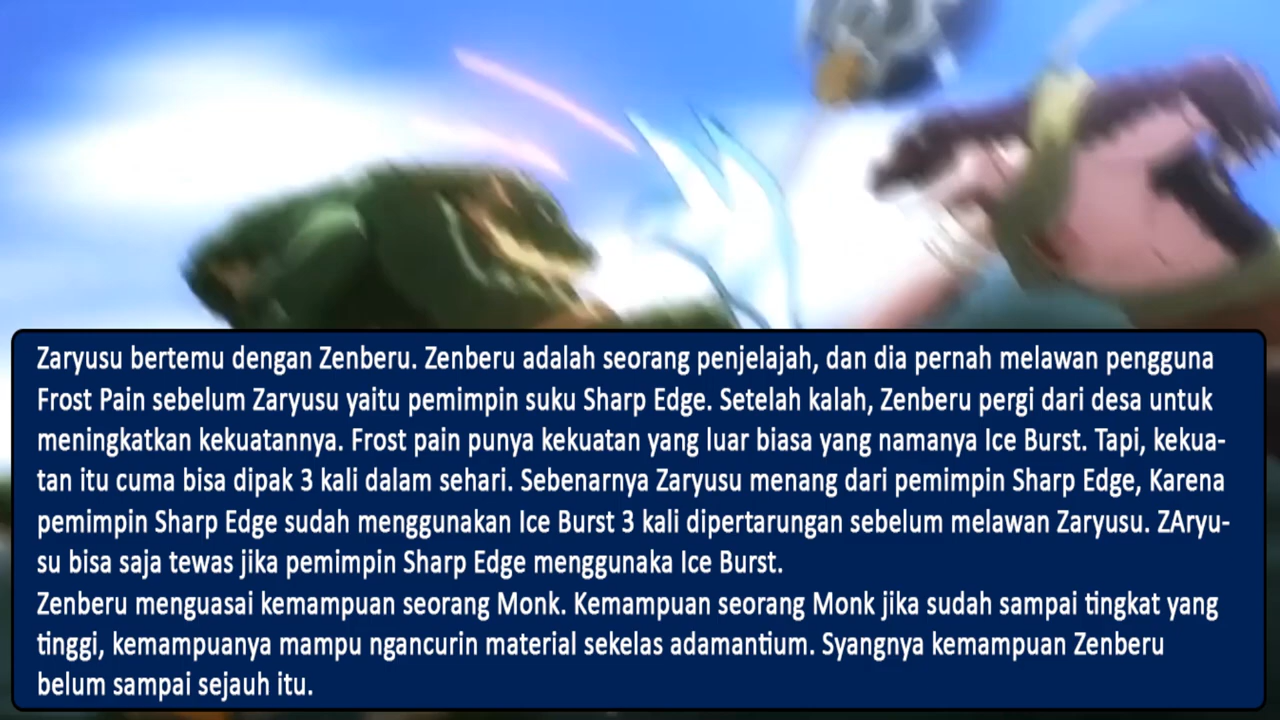 Zaryusu bertemu dengan Zenberu. Zenberu adalah seorang penjelajah, dan dia pernah melawan pengguna
Frost Pain sebelum Zaryusu yaitu pemimpin suku Sharp Edge. Setelah kalah, Zenberu pergi dari desa untuk
meningkatkan kekuatannya. Frost pain punya kekuatan yang luar biasa yang namanya Ice Burst. Tapi, kekua-
tan itu cuma bisa dipak 3 kali dalam sehari. Sebenarnya Zaryusu menang dari pemimpin Sharp Edge, Karena
pemimpin Sharp Edge sudah menggunakan Ice Burst 3 kali dipertarungan sebelum melawan Zaryusu. ZAryu-
su bisa saja tewas jika pemimpin Sharp Edge menggunaka Ice Burst.
Zenberu menguasai kemampuan seorang Monk. Kemampuan seorang Monk jika sudah sampai tingkat yang
tinggi, kemampuanya mampu ngancurin material sekelas adamantium. Syangnya kemampuan Zenberu
belum sampai sejauh itu.